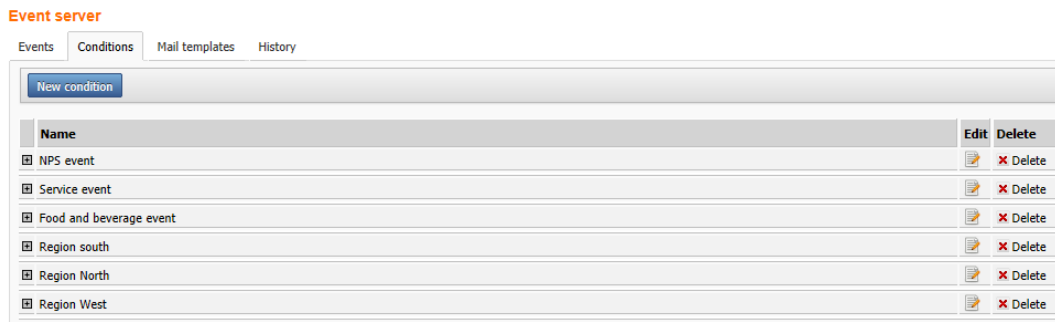 Event server
Events Conditions Mail templates History
New condition
Name Edit Delete
NPS event Delete
Service event Delete
Food and beverage event Delete
Region south Delete
Region North Delete
Region West Delete